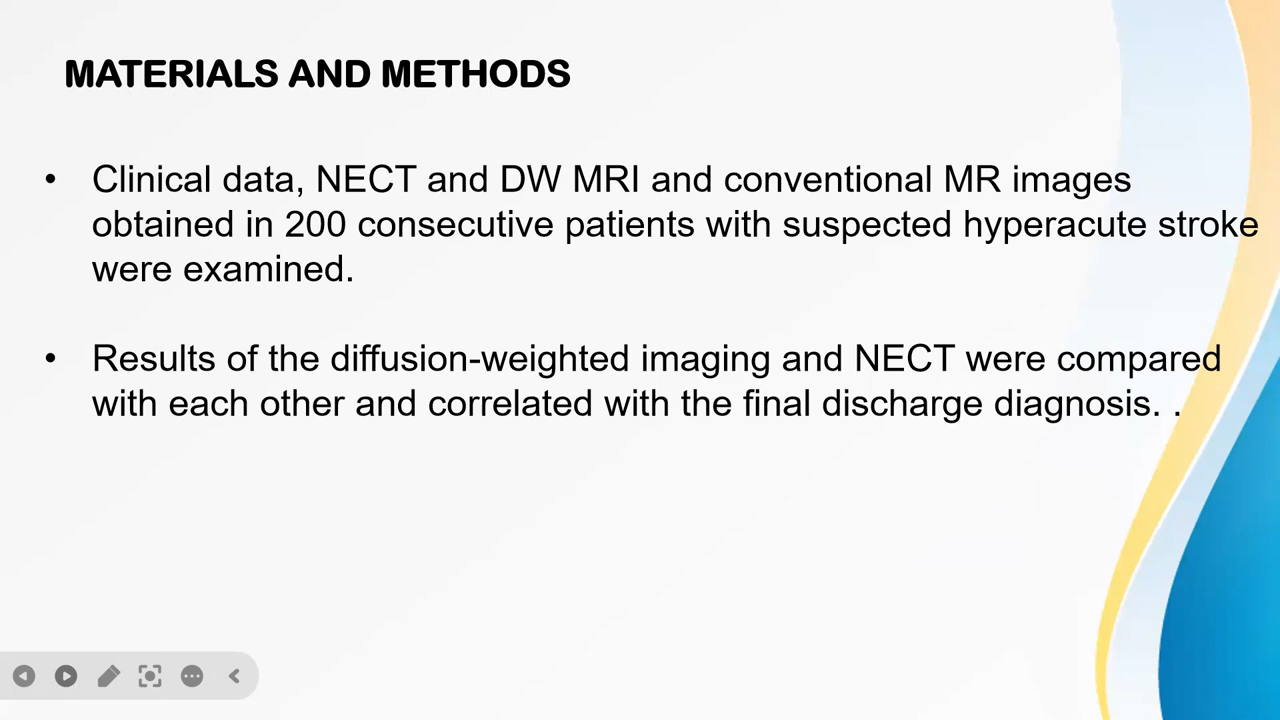 MATERIALS AND METHODS
• Clinical data, NECT and DW MRI and conventional MR images
obtained in 200 consecutive patients with suspected hyperacute stroke
were examined.
• Results of the diffusion-weighted imaging and NECT were compared
with each other and correlated with the final discharge diagnosis. .